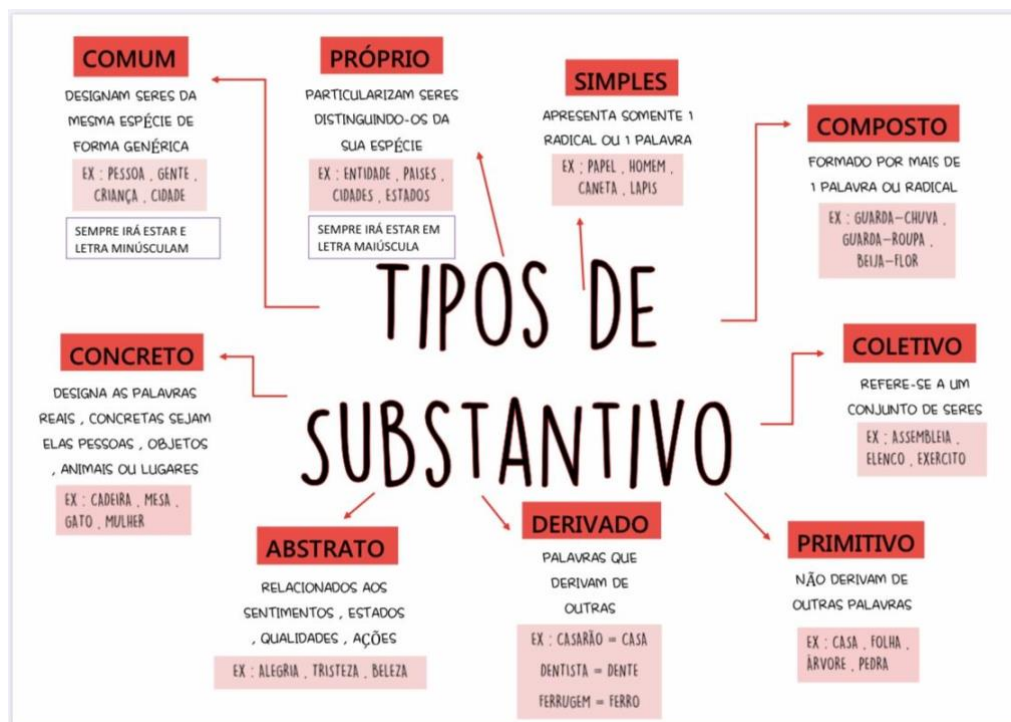 COMUM
DESIGNAM SERES DA
MESMA ESPÉCIE DE
FORMA GENÉRICA
EX : PESSOA , GENTE ,
CRIANÇA , CIDADE
SEMPRE IRÁ ESTAR E
LETRA MINÚSCULAM
PRÓPRIO
PARTICULARIZAM SERES
DISTINGUINDO-OS DA
SUA ESPÉCIE
EX : ENTIDADE , PAISES ,
CIDADES , ESTADOS
SEMPRE IRÁ ESTAR EM
LETRA MAIÚSCULA
SIMPLES
APRESENTA SOMENTE 1
RADICAL OU 1 PALAVRA
EX : PAPEL , HOMEM ,
CANETA , LAPIS
COMPOSTO
FORMADO POR MAIS DE
1 PALAVRA OU RADICAL
EX : GUARDA-CHUVA ,
GUARDA-ROUPA ,
BEIJA-FLOR
TIPOS DE
SUBSTANTIVO
CONCRETO
DESIGNA AS PALAVRAS
REAIS , CONCRETAS SEJAM
ELAS PESSOAS , OBJETOS
, ANIMAIS OU LUGARES
EX : CADEIRA , MESA ,
GATO , MULHER
COLETIVO
REFERE-SE A UM
CONJUNTO DE SERES
EX : ASSEMBLEIA ,
ELENCO , EXERCITO
ABSTRATO
RELACIONADOS AOS
SENTIMENTOS , ESTADOS
, QUALIDADES , AÇÕES
EX : ALEGRIA , TRISTEZA , BELEZA
DERIVADO
PALAVRAS QUE
DERIVAM DE
OUTRAS
EX : CASARÃO = CASA
DENTISTA = DENTE
FERRUGEM = FERRO
PRIMITIVO
NÃO DERIVAM DE
OUTRAS PALAVRAS
EX : CASA , FOLHA ,
ÁRVORE , PEDRA